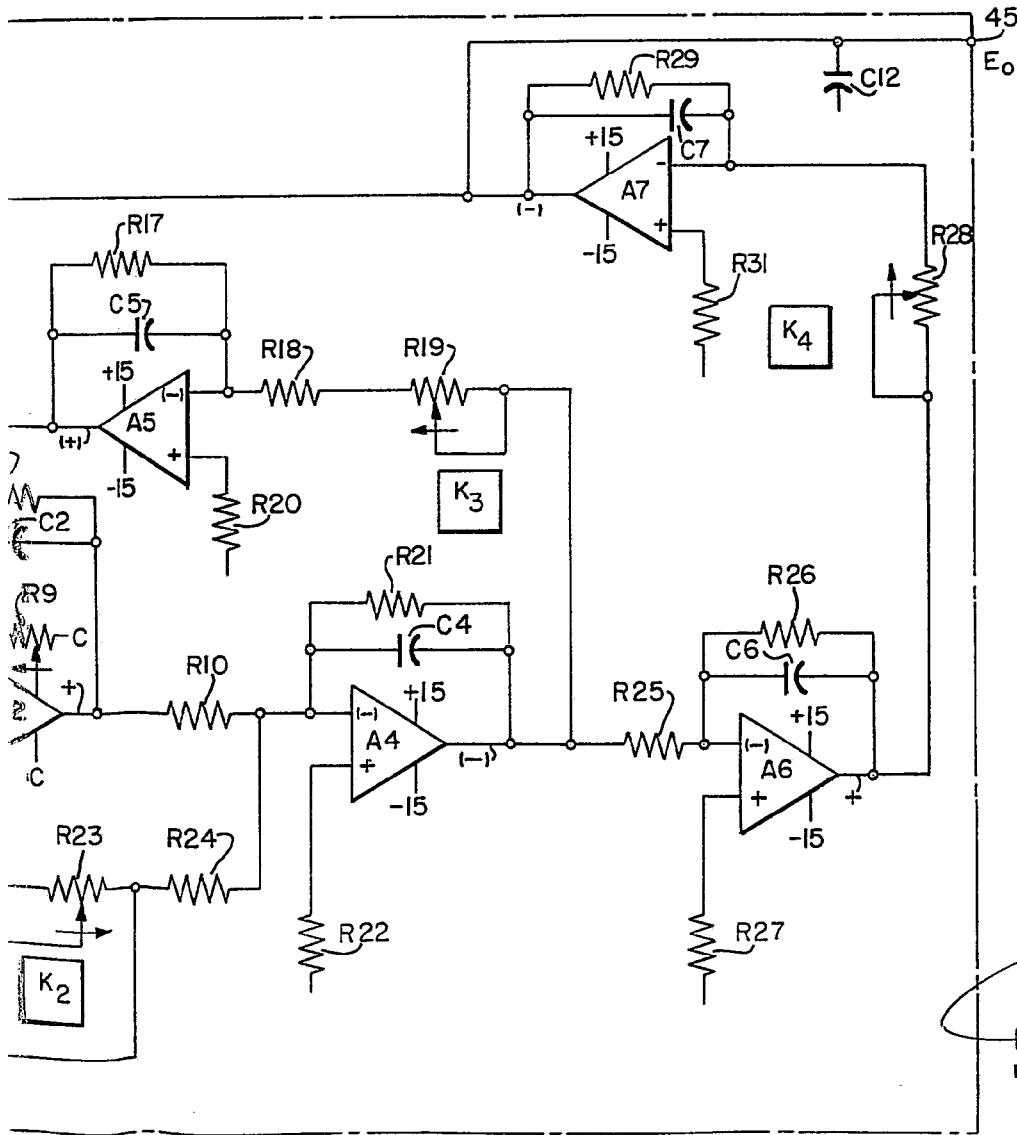 45
E0
R29
C12
C7
+15
-
A7
(-)
+
-15
R17
R28
R31
C5
K4
R18
R19
+15
(-)
A5
(+)
+
-15
K3
C2
R20
R21
R9
C
C4
R26
C6
+
R10
R25
2
(-)
+15
A4
(-)
+15
(-)
A6
C
+
-15
+
+
-15
R23
R24
R22
R27
K2